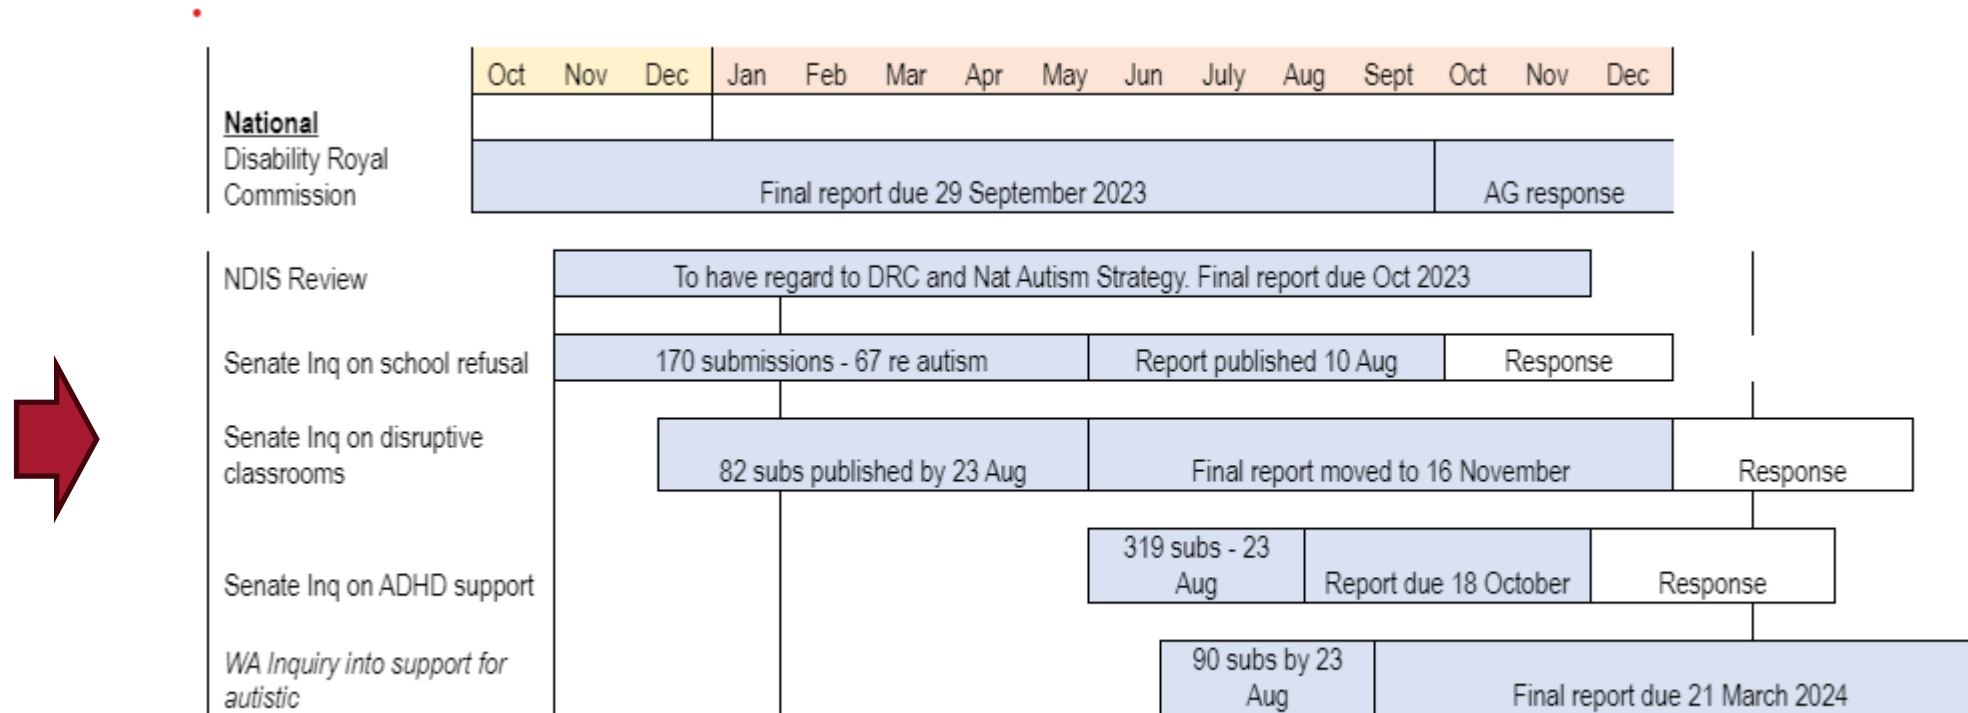 Oct Nov Dec Jan Feb Mar Apr May Jun July Aug Sept Oct Nov Dec
National
Disability Royal
Commission
Final report due 29 September 2023
AG response
NDIS Review
To have regard to DRC and Nat Autism Strategy. Final report due Oct 2023
Senate Inq on school refusal
170 submissions - 67 re autism
Report published 10 Aug
Response
Senate Inq on disruptive
classrooms
82 subs published by 23 Aug
Final report moved to 16 November
Response
Senate Inq on ADHD support
319 subs - 23
Aug
Report due 18 October
Response
WA Inquiry into support for
autistic
90 subs by 23
Aug
Final report due 21 March 2024